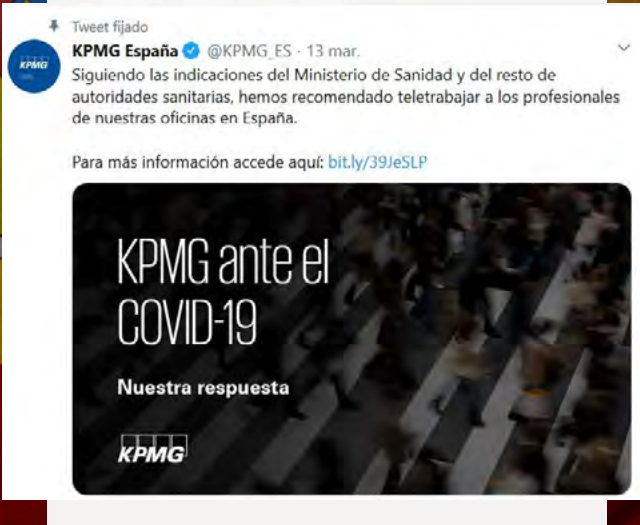 Tweet fijado
KPMG España @KPMG_ES · 13 mar.
KPMG
Siguiendo las indicaciones del Ministerio de Sanidad y del resto de
autoridades sanitarias, hemos recomendado teletrabajar a los profesionales
de nuestras oficinas en España.
Para más información accede aquí: bit.ly/39JeSLP
KPMG ante el
COVID-19
Nuestra respuesta
KPMG